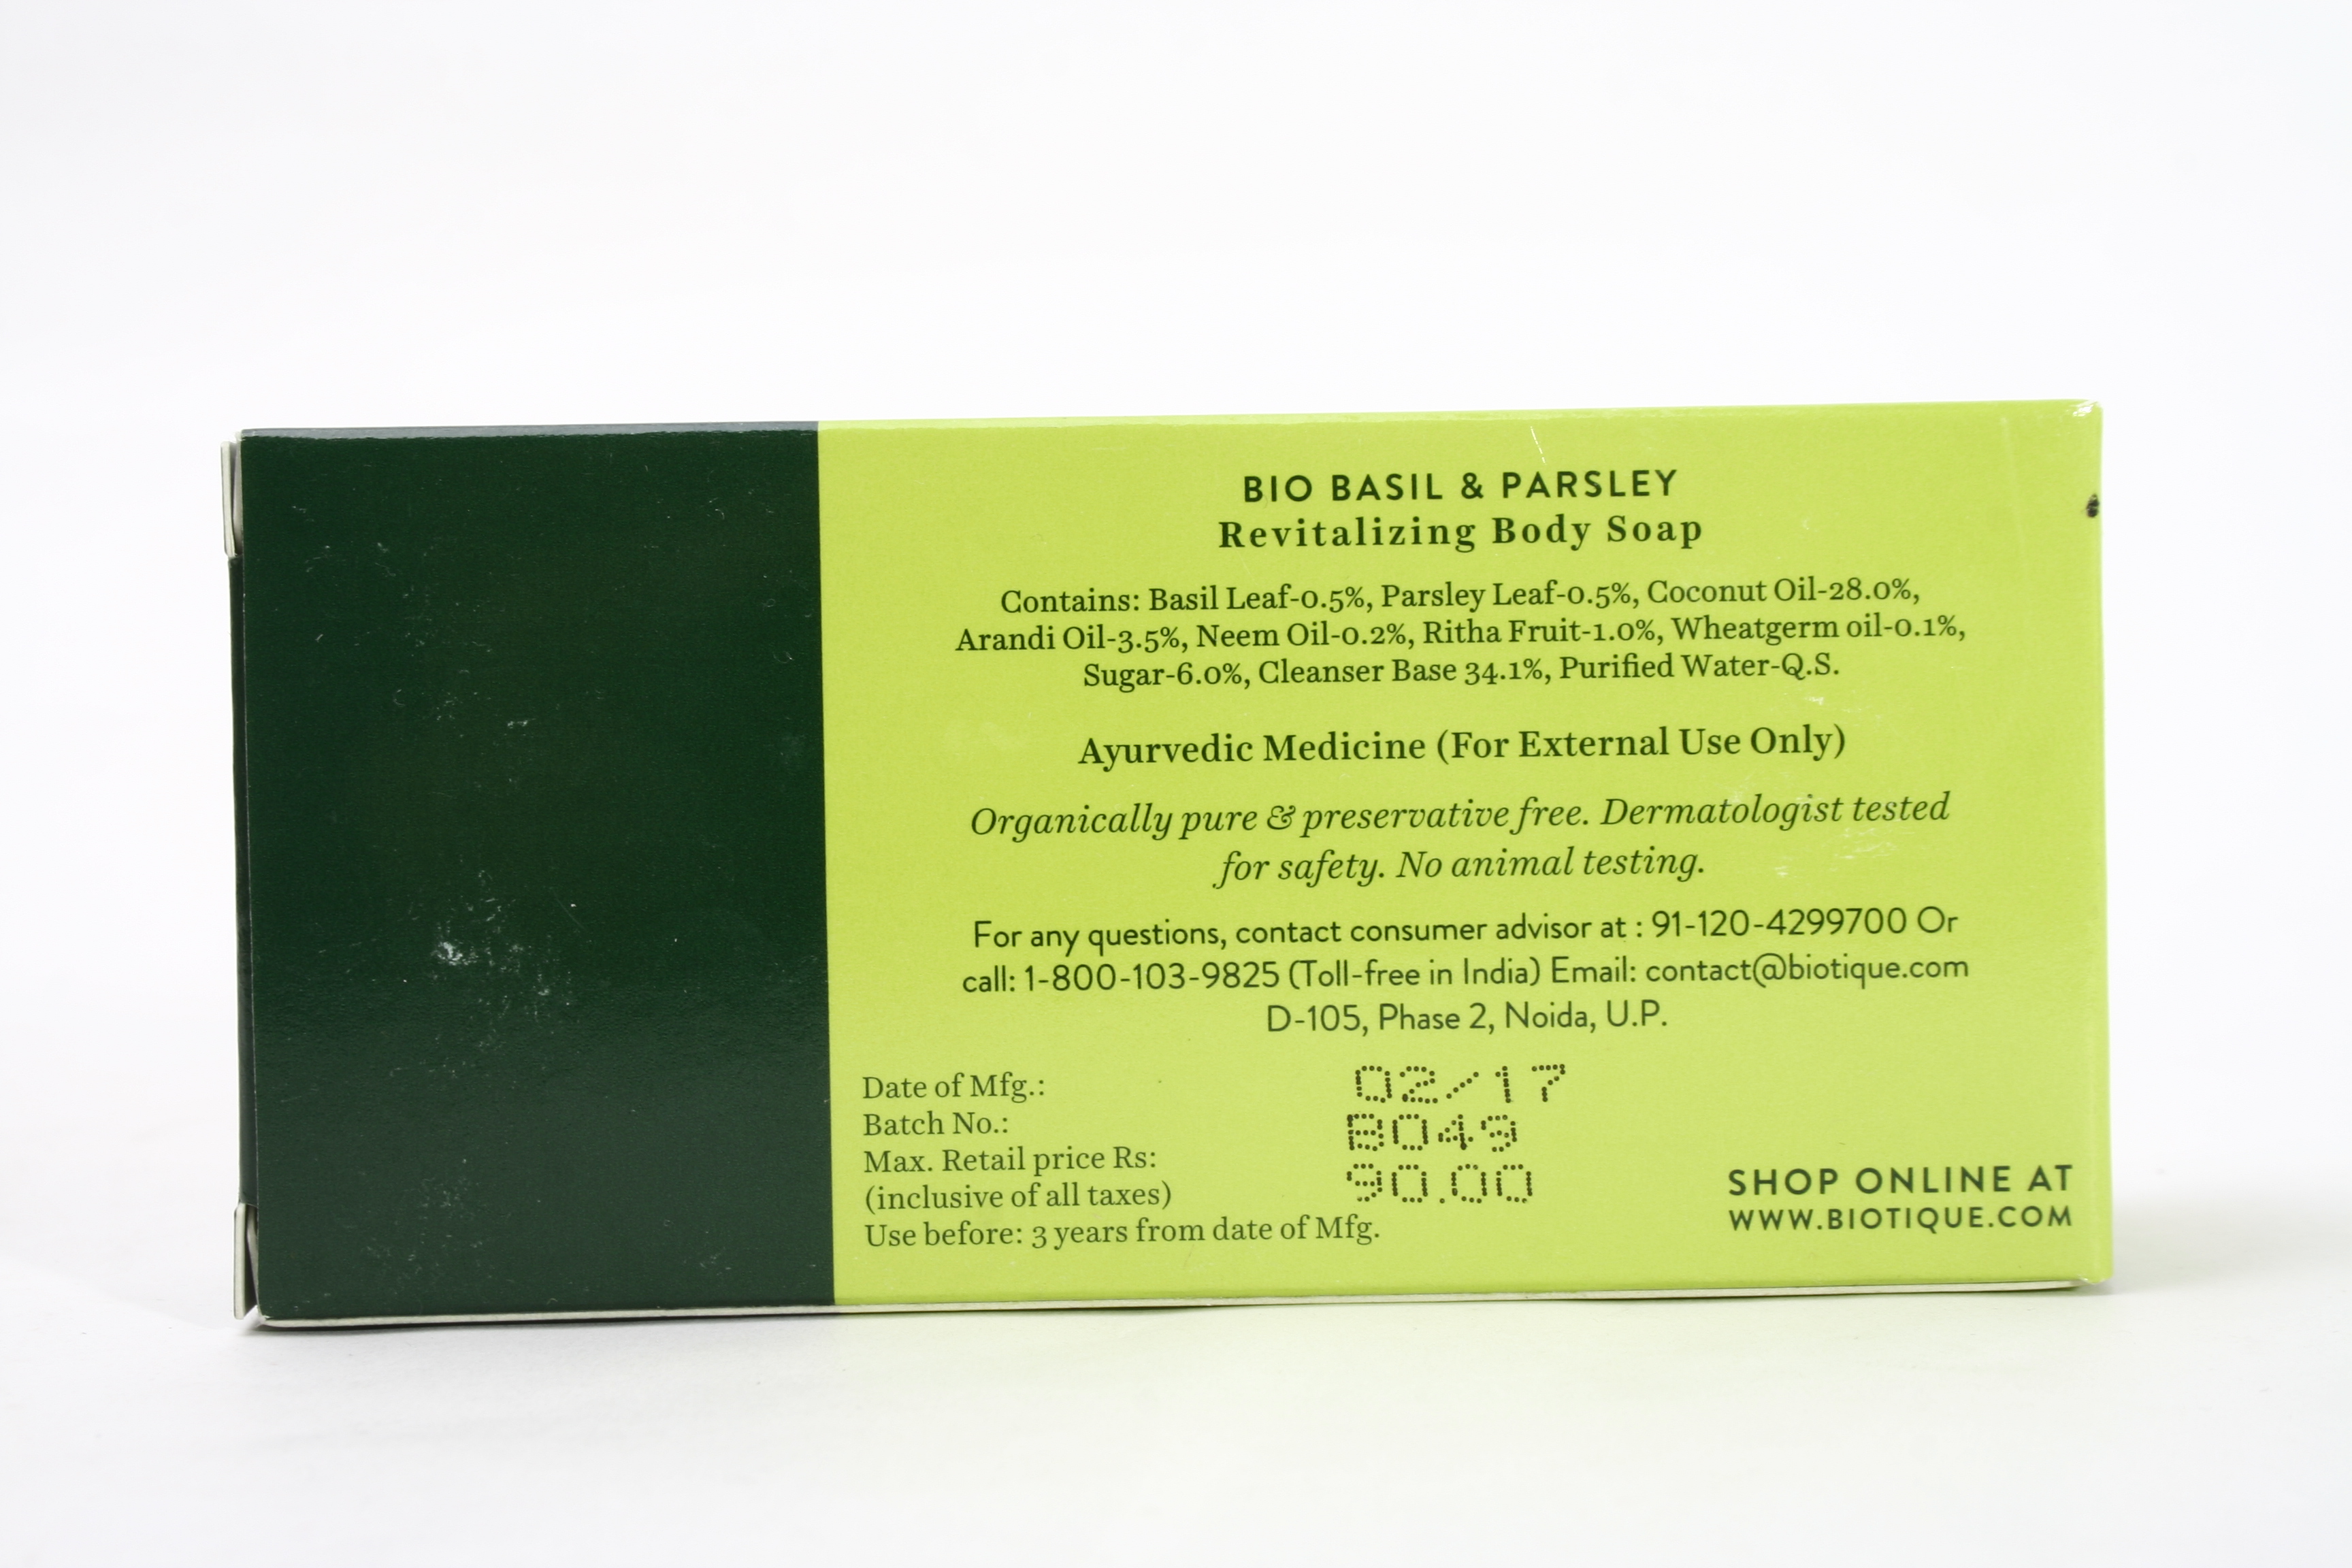 BIO BASIL & PARSLEY
Revitalizing Body Soap
Contains: Basil Leaf-0.5%, Parsley Leaf-0.5%, Coconut Oil-28.0%,
Arandi Oil-3.5%, Neem Oil-0.2%, Ritha Fruit-1.0%, Wheatgerm oil-0.1%,
Sugar-6.0%, Cleanser Base 34.1%, Purified Water-Q.S.
Ayurvedic Medicine (For External Use Only)
Organically pure & preservative free. Dermatologist tested
for safety. No animal testing.
For any questions, contact consumer advisor at : 91-120-4299700 Or
call: 1-800-103-9825 (Toll-free in India) Email: contact@biotique.com
D-105, Phase 2, Noida, U.P.
Date of Mfg.: 02/17
Batch No.: B049
Max. Retail price Rs: 90.00
(inclusive of all taxes)
Use before: 3 years from date of Mfg.
SHOP ONLINE AT
WWW.BIOTIQUE.COM